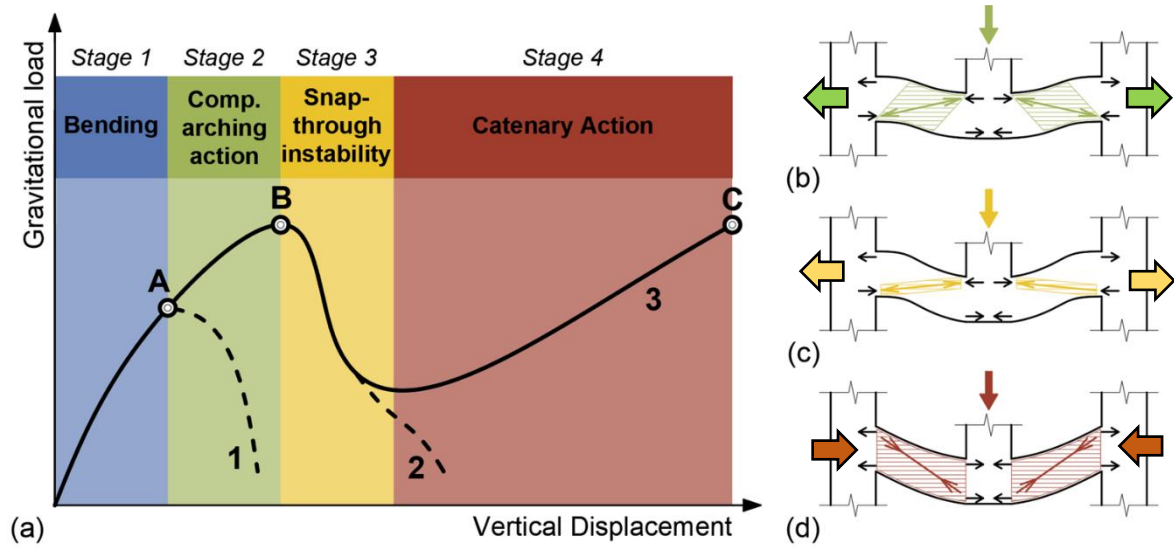 Stage 1
Stage 2
Stage 3
Stage 4
Bending
Comp.
arching
action
Snap-
through
instability
Catenary Action
Gravitational load
A
B
C
1
2
3
Vertical Displacement
(a)
(b)
(c)
(d)